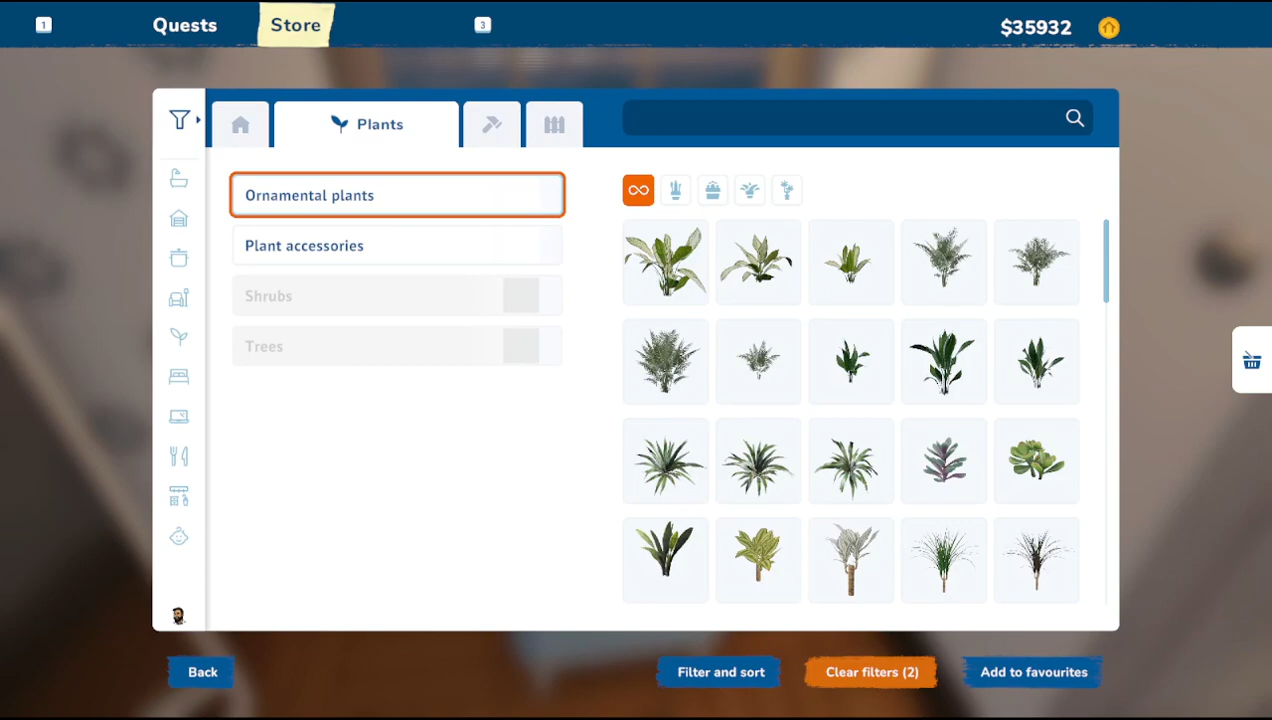 1
Quests
Store
3
$35932
Plants
Ornamental plants
Plant accessories
Shrubs
Trees
Back
Filter and sort
Clear filters (2)
Add to favourites